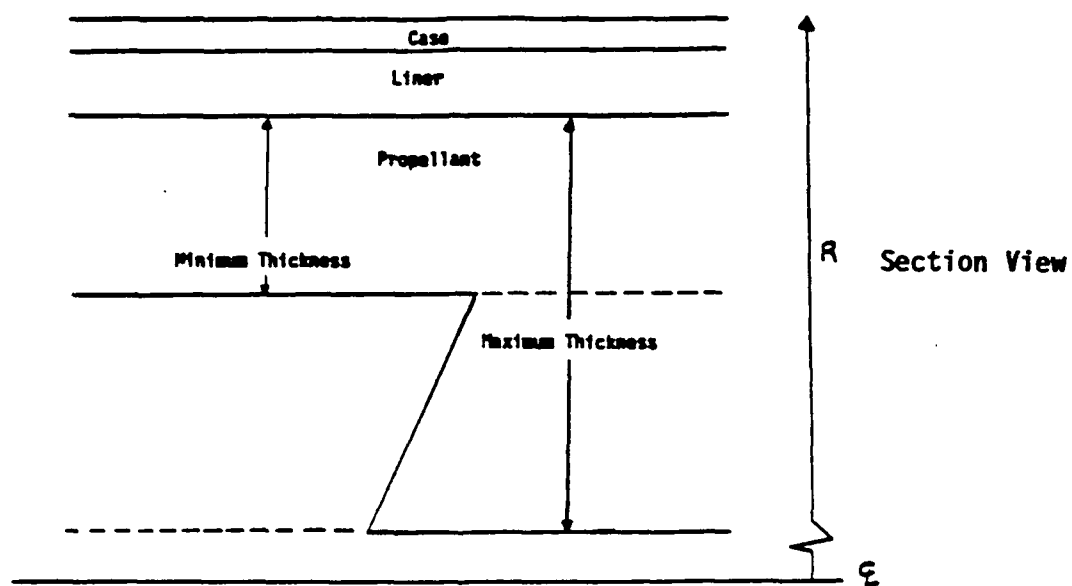 Case
Liner
Propellant
Minimum Thickness
R
Section View
Maximum Thickness
℄